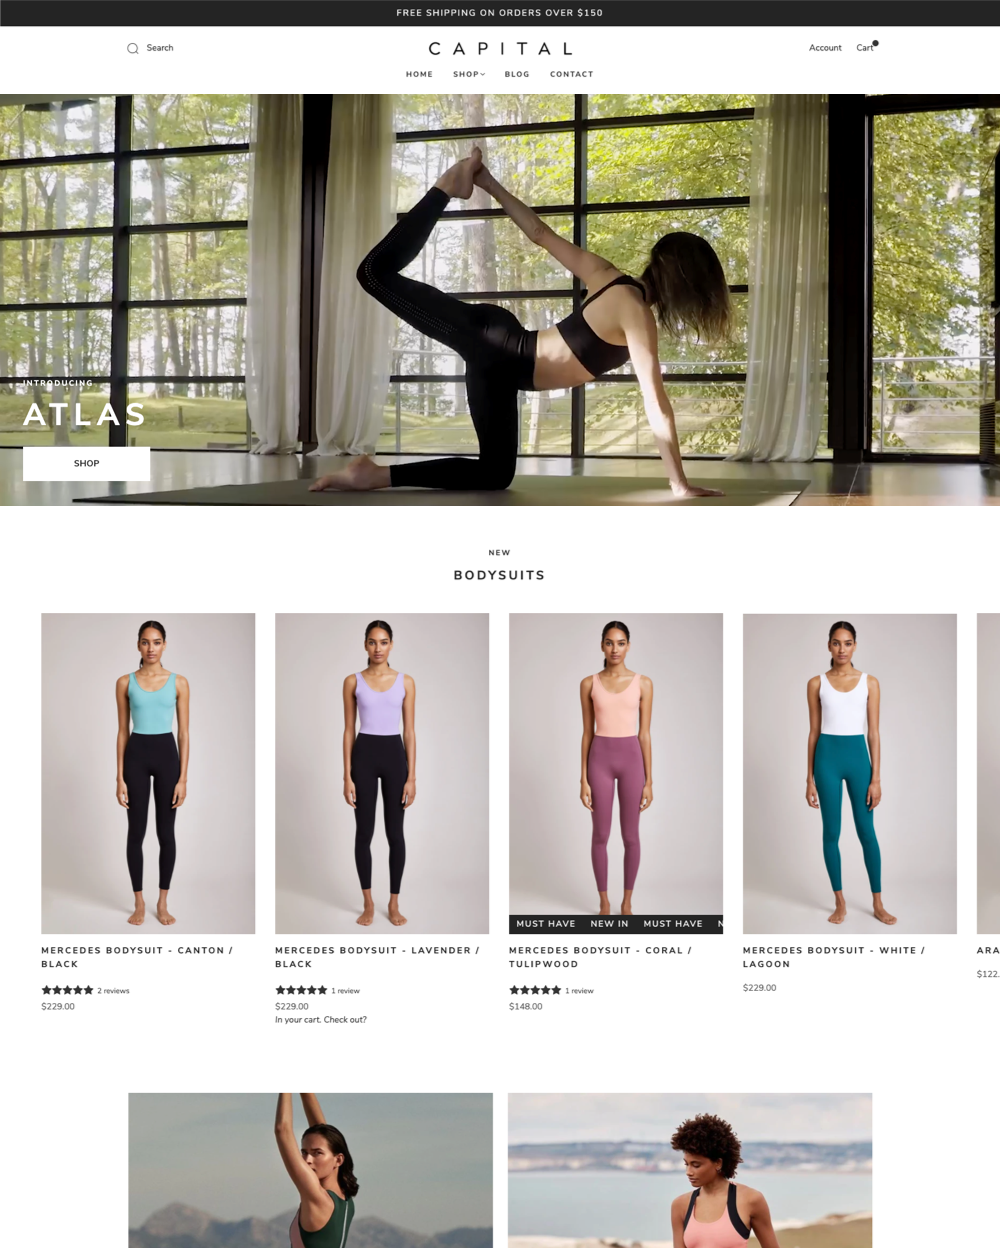 FREE SHIPPING ON ORDERS OVER $150
Search
CAPITAL
Account
Cart
HOME
SHOP
BLOG
CONTACT
INTRODUCING
ATLAS
SHOP
NEW
BODYSUITS
MUST HAVE NEW IN MUST HAVE N
MERCEDES BODYSUIT - CANTON /
BLACK
2 reviews
$229.00
MERCEDES BODYSUIT - LAVENDER /
BLACK
1 review
$229.00
In your cart. Check out?
MERCEDES BODYSUIT - CORAL /
TULIPWOOD
1 review
$148.00
MERCEDES BODYSUIT - WHITE /
LAGOON
$229.00
ARA
$122.